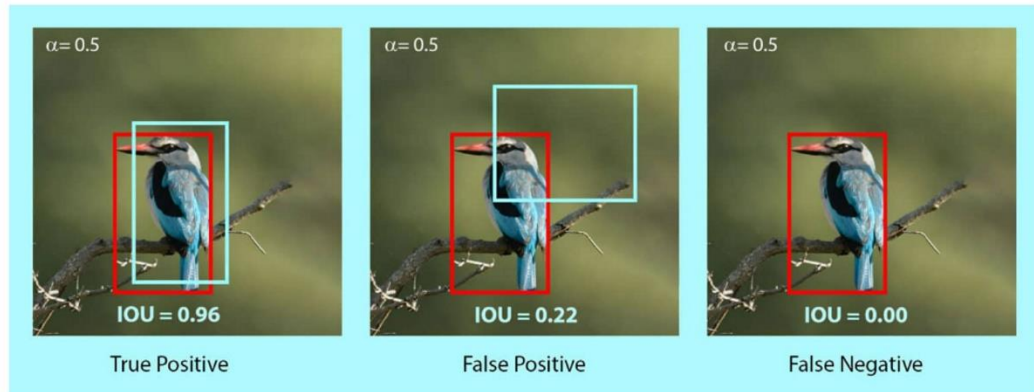 α= 0.5
IOU = 0.96
True Positive
α= 0.5
IOU = 0.22
False Positive
α= 0.5
IOU = 0.00
False Negative